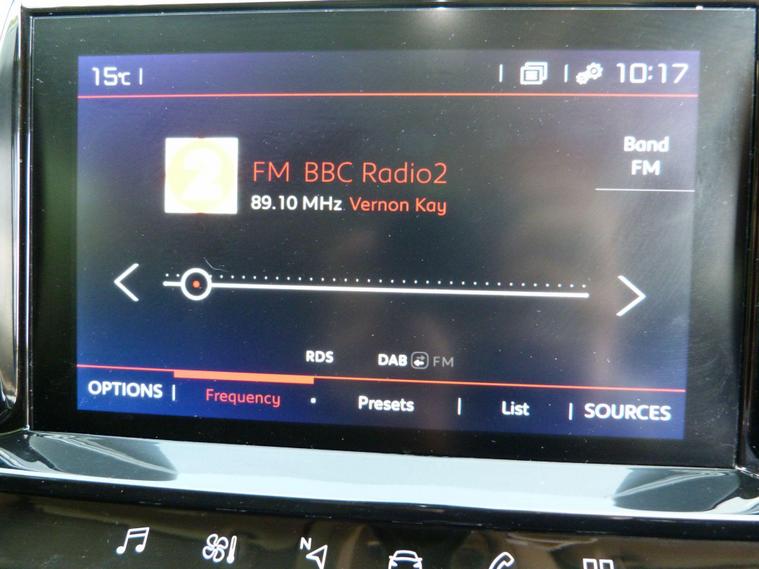 15°C
10:17
2
FM BBC Radio2
89.10 MHz Vernon Kay
Band
FM
RDS
DAB FM
OPTIONS
Frequency
Presets
List
SOURCES
N